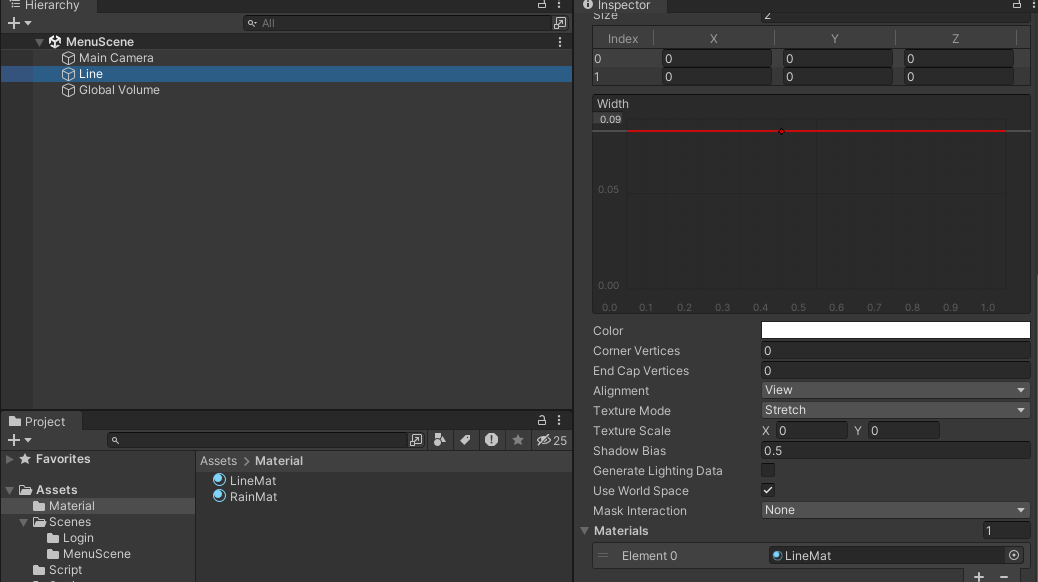 Hierarchy
All
MenuScene
Main Camera
Line
Global Volume
Project
25
Favorites
Assets
Material
Scenes
Login
MenuScene
Script
Assets > Material
LineMat
RainMat
Inspector
Size 2
Index X Y Z
0 0 0 0
1 0 0 0
Width
0.09
0.05
0.00
0.0 0.1 0.2 0.3 0.4 0.5 0.6 0.7 0.8 0.9 1.0
Color
Corner Vertices 0
End Cap Vertices 0
Alignment View
Texture Mode Stretch
Texture Scale X 0 Y 0
Shadow Bias 0.5
Generate Lighting Data
Use World Space
Mask Interaction None
Materials 1
Element 0 LineMat